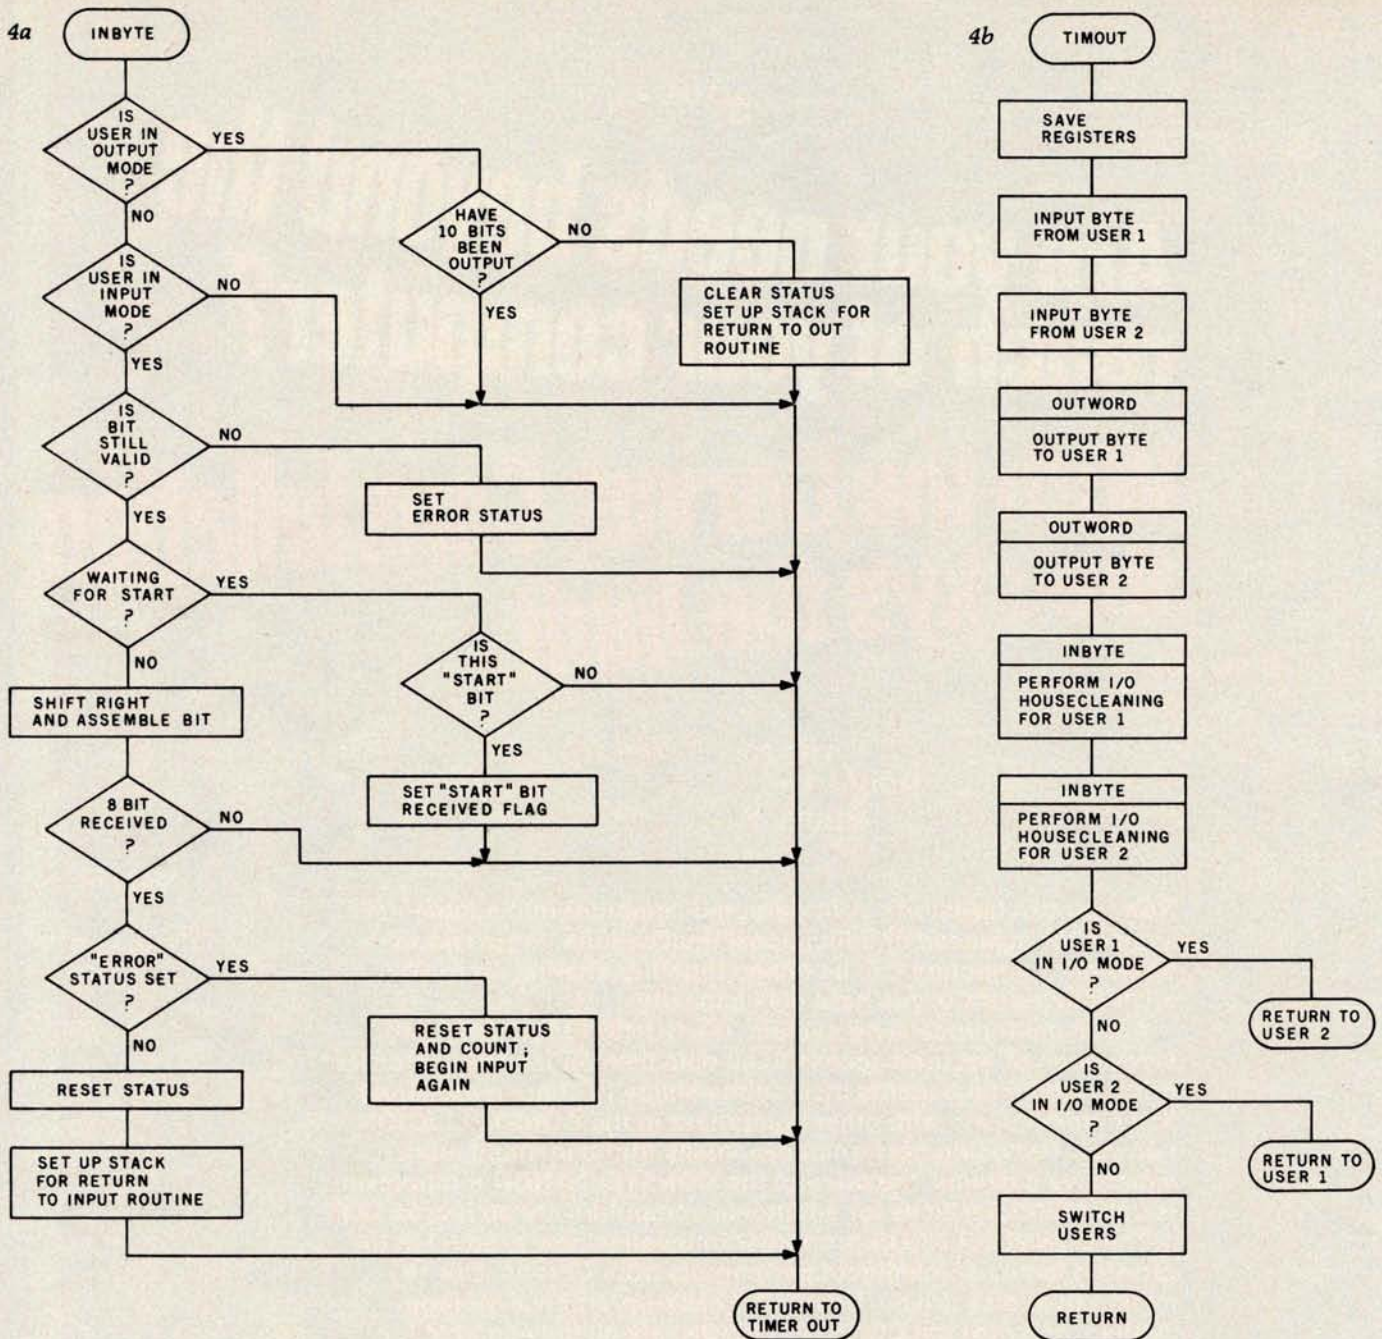 4a
INBYTE
IS
USER IN
OUTPUT
MODE
?
YES
NO
HAVE
10 BITS
BEEN
OUTPUT
?
NO
YES
CLEAR STATUS
SET UP STACK FOR
RETURN TO OUT
ROUTINE
IS
USER IN
INPUT
MODE
?
NO
YES
IS
BIT
STILL
VALID
?
NO
YES
SET
ERROR STATUS
WAITING
FOR START
?
YES
NO
IS
THIS
"START"
BIT
?
NO
YES
SET "START" BIT
RECEIVED FLAG
SHIFT RIGHT
AND ASSEMBLE BIT
8 BIT
RECEIVED
?
NO
YES
"ERROR"
STATUS SET
?
YES
NO
RESET STATUS
AND COUNT;
BEGIN INPUT
AGAIN
RESET STATUS
SET UP STACK
FOR RETURN
TO INPUT ROUTINE
RETURN TO
TIMER OUT
4b
TIMOUT
SAVE
REGISTERS
INPUT BYTE
FROM USER 1
INPUT BYTE
FROM USER 2
OUTWORD
OUTPUT BYTE
TO USER 1
OUTWORD
OUTPUT BYTE
TO USER 2
INBYTE
PERFORM I/O
HOUSECLEANING
FOR USER 1
INBYTE
PERFORM I/O
HOUSECLEANING
FOR USER 2
IS
USER 1
IN I/O MODE
?
YES
RETURN TO
USER 2
NO
IS
USER 2
IN I/O MODE
?
YES
RETURN TO
USER 1
NO
SWITCH
USERS
RETURN